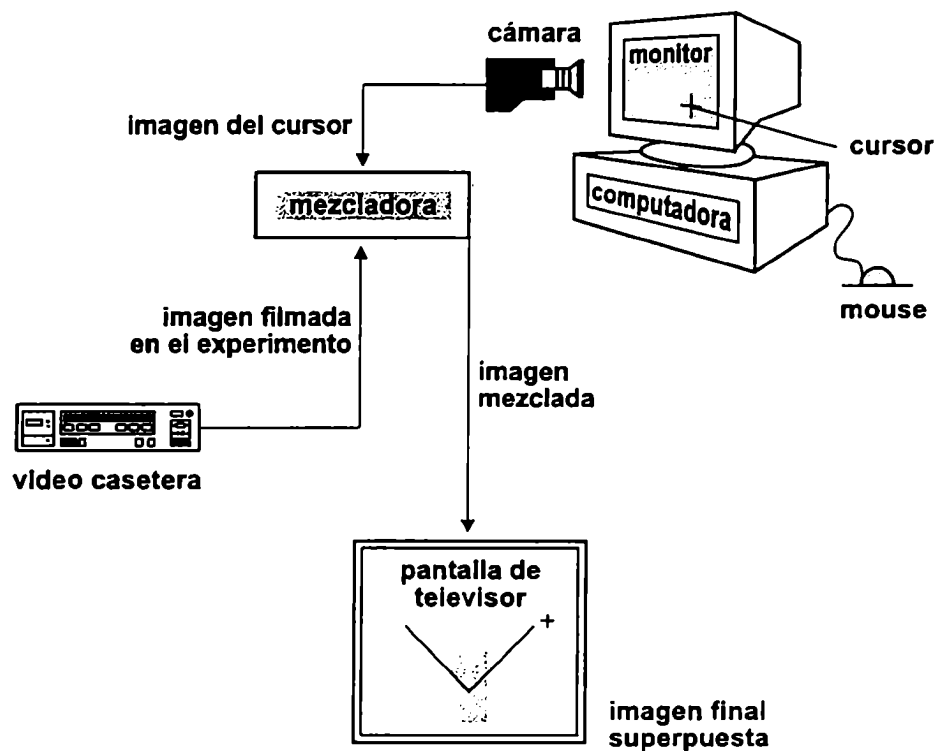 cámara
monitor
imagen del cursor
cursor
mezcladora
computadora
mouse
imagen filmada
en el experimento
imagen
mezclada
video casetera
pantalla de
televisor
+
imagen final
superpuesta